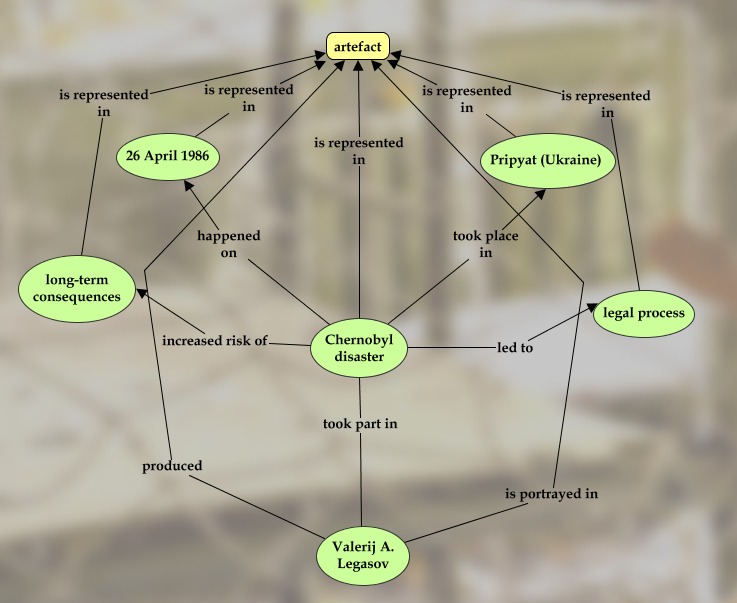 artefact
is represented
in
is represented
in
is represented
in
is represented
in
is represented
in
26 April 1986
Pripyat (Ukraine)
happened
on
took place
in
long-term
consequences
legal process
increased risk of
Chernobyl
disaster
led to
took part in
produced
is portrayed in
Valerij A.
Legasov